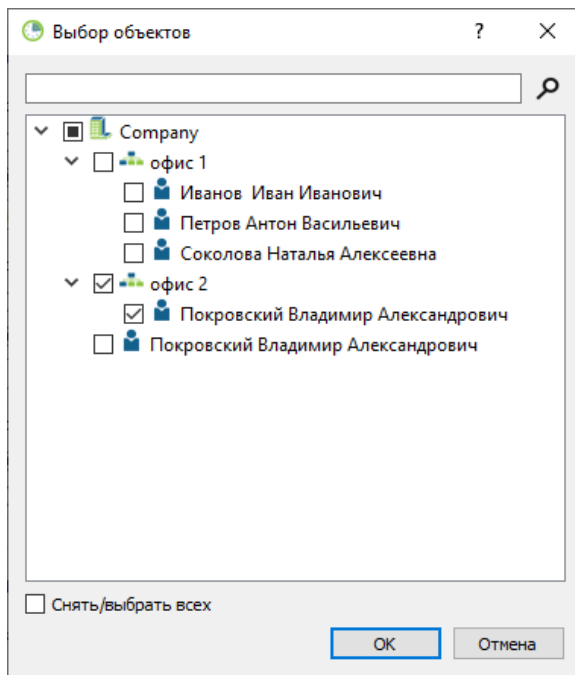 Выбор объектов ?
Company
офис 1
Иванов Иван Иванович
Петров Антон Васильевич
Соколова Наталья Алексеевна
офис 2
Покровский Владимир Александрович
Покровский Владимир Александрович
Снять/выбрать всех
ОК Отмена